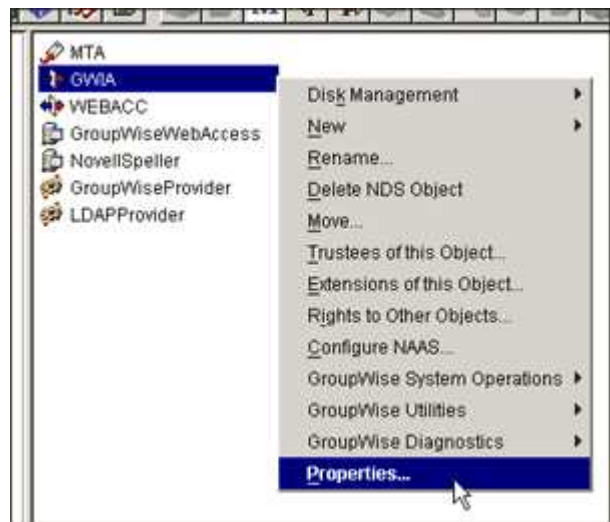 MTA
GWIA
WEBACC
GroupWiseWebAccess
NovellSpeller
GroupWiseProvider
LDAPProvider
Disk Management
New
Rename...
Delete NDS Object
Move...
Trustees of this Object...
Extensions of this Object...
Rights to Other Objects...
Configure NAAS...
GroupWise System Operations
GroupWise Utilities
GroupWise Diagnostics
Properties...